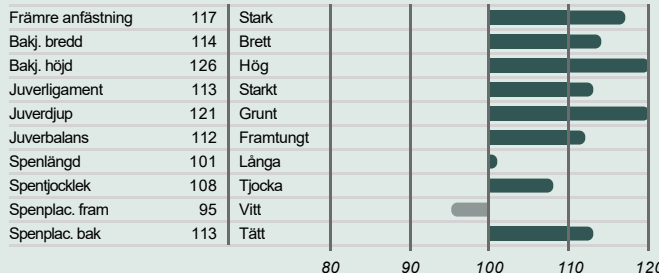 Främre anfästning 117 Stark
Bakj. bredd 114 Brett
Bakj. höjd 126 Hög
Juverligament 113 Starkt
Juverdjup 121 Grunt
Juverbalans 112 Framtungt
Spenlängd 101 Långa
Spentjocklek 108 Tjocka
Spenplac. fram 95 Vitt
Spenplac. bak 113 Tätt
80 90 100 110 120